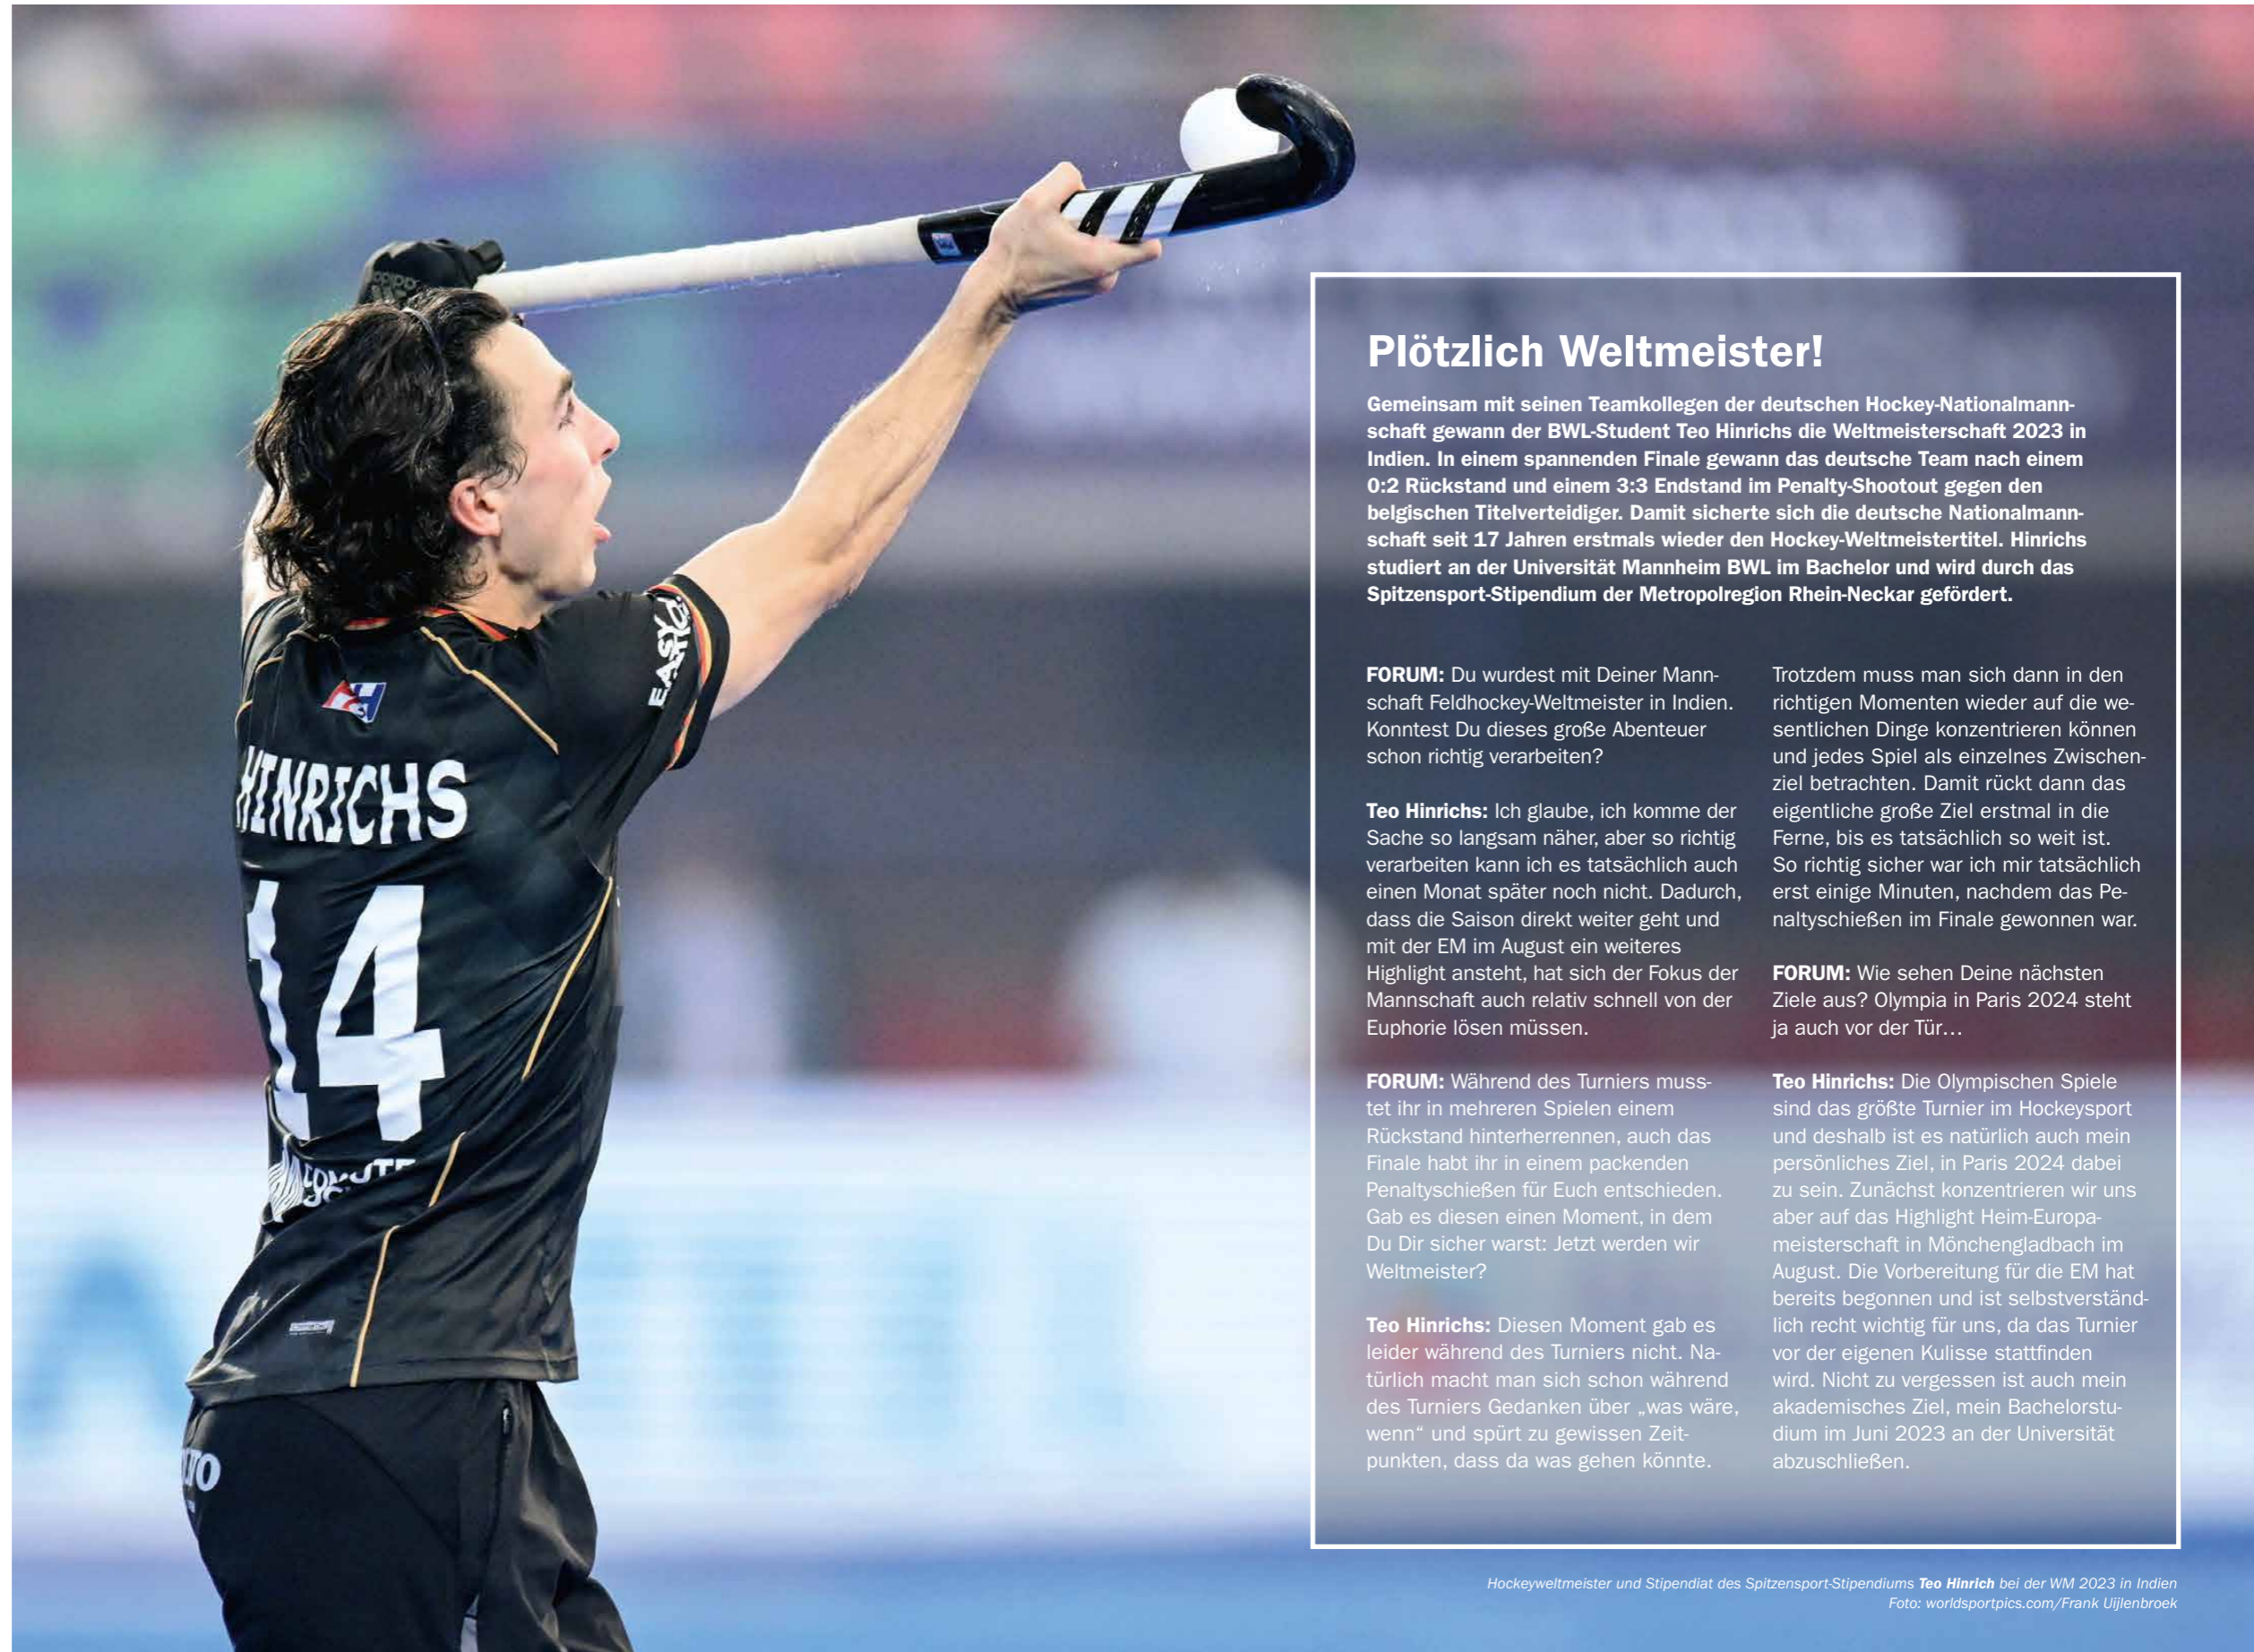 HINRICHS
14
EASY
Plötzlich Weltmeister!
Gemeinsam mit seinen Teamkollegen der deutschen Hockey-Nationalmann-
schaft gewann der BWL-Student Teo Hinrichs die Weltmeisterschaft 2023 in
Indien. In einem spannenden Finale gewann das deutsche Team nach einem
0:2 Rückstand und einem 3:3 Endstand im Penalty-Shootout gegen den
belgischen Titelverteidiger. Damit sicherte sich die deutsche Nationalmann-
schaft seit 17 Jahren erstmals wieder den Hockey-Weltmeistertitel. Hinrichs
studiert an der Universität Mannheim BWL im Bachelor und wird durch das
Spitzensport-Stipendium der Metropolregion Rhein-Neckar gefördert.
FORUM: Du wurdest mit Deiner Mann-
schaft Feldhockey-Weltmeister in Indien.
Konntest Du dieses große Abenteuer
schon richtig verarbeiten?
Teo Hinrichs: Ich glaube, ich komme der
Sache so langsam näher, aber so richtig
verarbeiten kann ich es tatsächlich auch
einen Monat später noch nicht. Dadurch,
dass die Saison direkt weiter geht und
mit der EM im August ein weiteres
Highlight ansteht, hat sich der Fokus der
Mannschaft auch relativ schnell von der
Euphorie lösen müssen.
FORUM: Während des Turniers muss-
tet ihr in mehreren Spielen einem
Rückstand hinterherrennen, auch das
Finale habt ihr in einem packenden
Penaltyschießen für Euch entschieden.
Gab es diesen einen Moment, in dem
Du Dir sicher warst: Jetzt werden wir
Weltmeister?
Teo Hinrichs: Diesen Moment gab es
leider während des Turniers nicht. Na-
türlich macht man sich schon während
des Turniers Gedanken über „was wäre,
wenn“ und spürt zu gewissen Zeit-
punkten, dass da was gehen könnte.
Trotzdem muss man sich dann in den
richtigen Momenten wieder auf die we-
sentlichen Dinge konzentrieren können
und jedes Spiel als einzelnes Zwischen-
ziel betrachten. Damit rückt dann das
eigentliche große Ziel erstmal in die
Ferne, bis es tatsächlich so weit ist.
So richtig sicher war ich mir tatsächlich
erst einige Minuten, nachdem das Pe-
naltyschießen im Finale gewonnen war.
FORUM: Wie sehen Deine nächsten
Ziele aus? Olympia in Paris 2024 steht
ja auch vor der Tür…
Teo Hinrichs: Die Olympischen Spiele
sind das größte Turnier im Hockeysport
und deshalb ist es natürlich auch mein
persönliches Ziel, in Paris 2024 dabei
zu sein. Zunächst konzentrieren wir uns
aber auf das Highlight Heim-Europa-
meisterschaft in Mönchengladbach im
August. Die Vorbereitung für die EM hat
bereits begonnen und ist selbstverständ-
lich recht wichtig für uns, da das Turnier
vor der eigenen Kulisse stattfinden
wird. Nicht zu vergessen ist auch mein
akademisches Ziel, mein Bachelorstu-
dium im Juni 2023 an der Universität
abzuschließen.
Hockeyweltmeister und Stipendiat des Spitzensport-Stipendiums Teo Hinrich bei der WM 2023 in Indien
Foto: worldsportpics.com/Frank Uijlenbroek